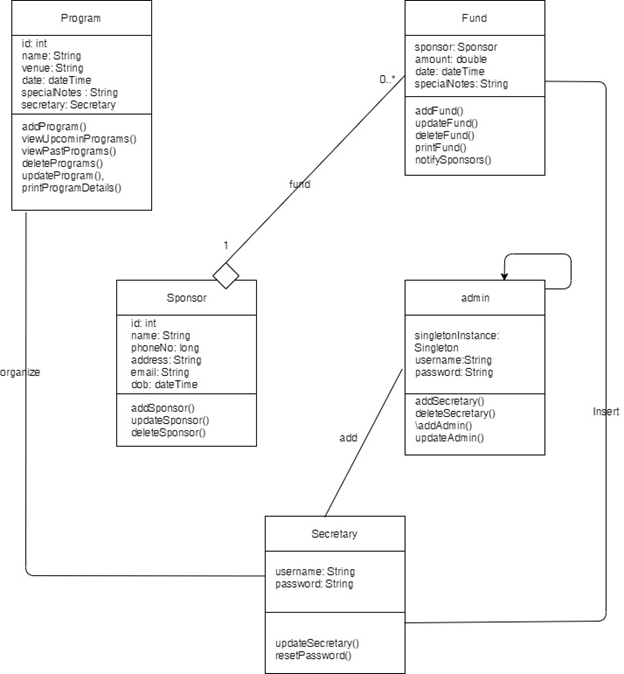 Program
id: int
name: String
venue: String
date: dateTime
specialNotes : String
secretary: Secretary
addProgram()
viewUpcominPrograms()
viewPastPrograms()
deletePrograms()
updateProgram(),
printProgramDetails()
Fund
sponsor: Sponsor
amount: double
date: dateTime
specialNotes: String
addFund()
updateFund()
deleteFund()
printFund()
notifySponsors()
0..*
fund
1
Sponsor
id: int
name: String
phoneNo: long
address: String
email: String
dob: dateTime
addSponsor()
updateSponsor()
deleteSponsor()
admin
singletonInstance:
Singleton
username:String
password: String
addSecretary()
deleteSecretary()
\addAdmin()
updateAdmin()
organize
Insert
add
Secretary
username: String
password: String
updateSecretary()
resetPassword()